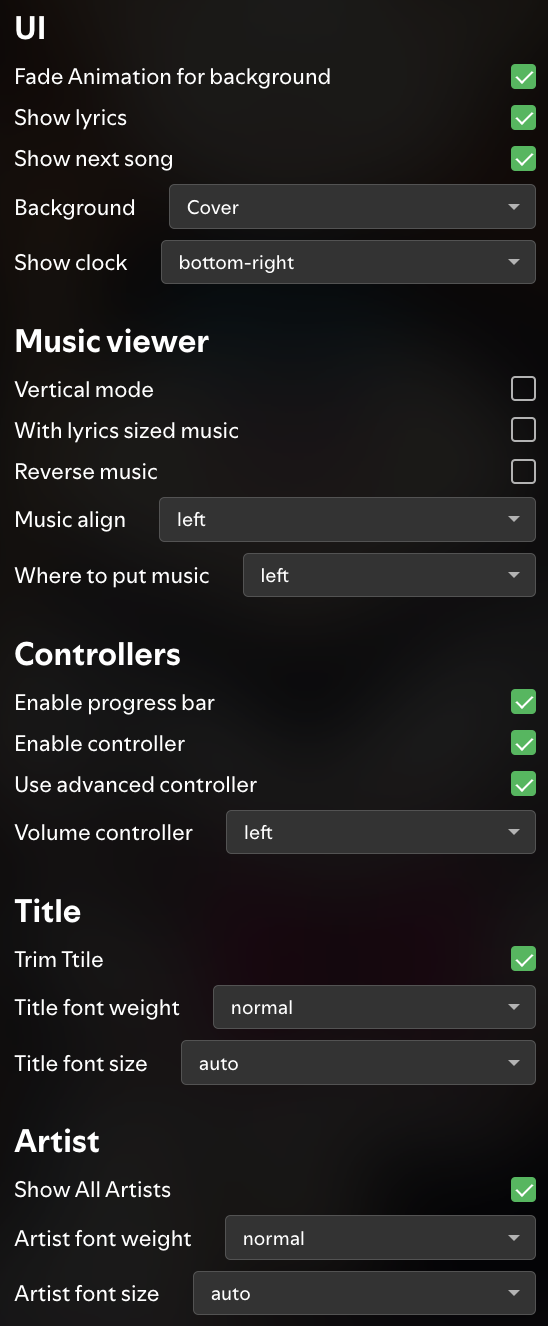 UI
Fade Animation for background
Show lyrics
Show next song
Background Cover
Show clock bottom-right
Music viewer
Vertical mode
With lyrics sized music
Reverse music
Music align left
Where to put music left
Controllers
Enable progress bar
Enable controller
Use advanced controller
Volume controller left
Title
Trim Ttile
Title font weight normal
Title font size auto
Artist
Show All Artists
Artist font weight normal
Artist font size auto